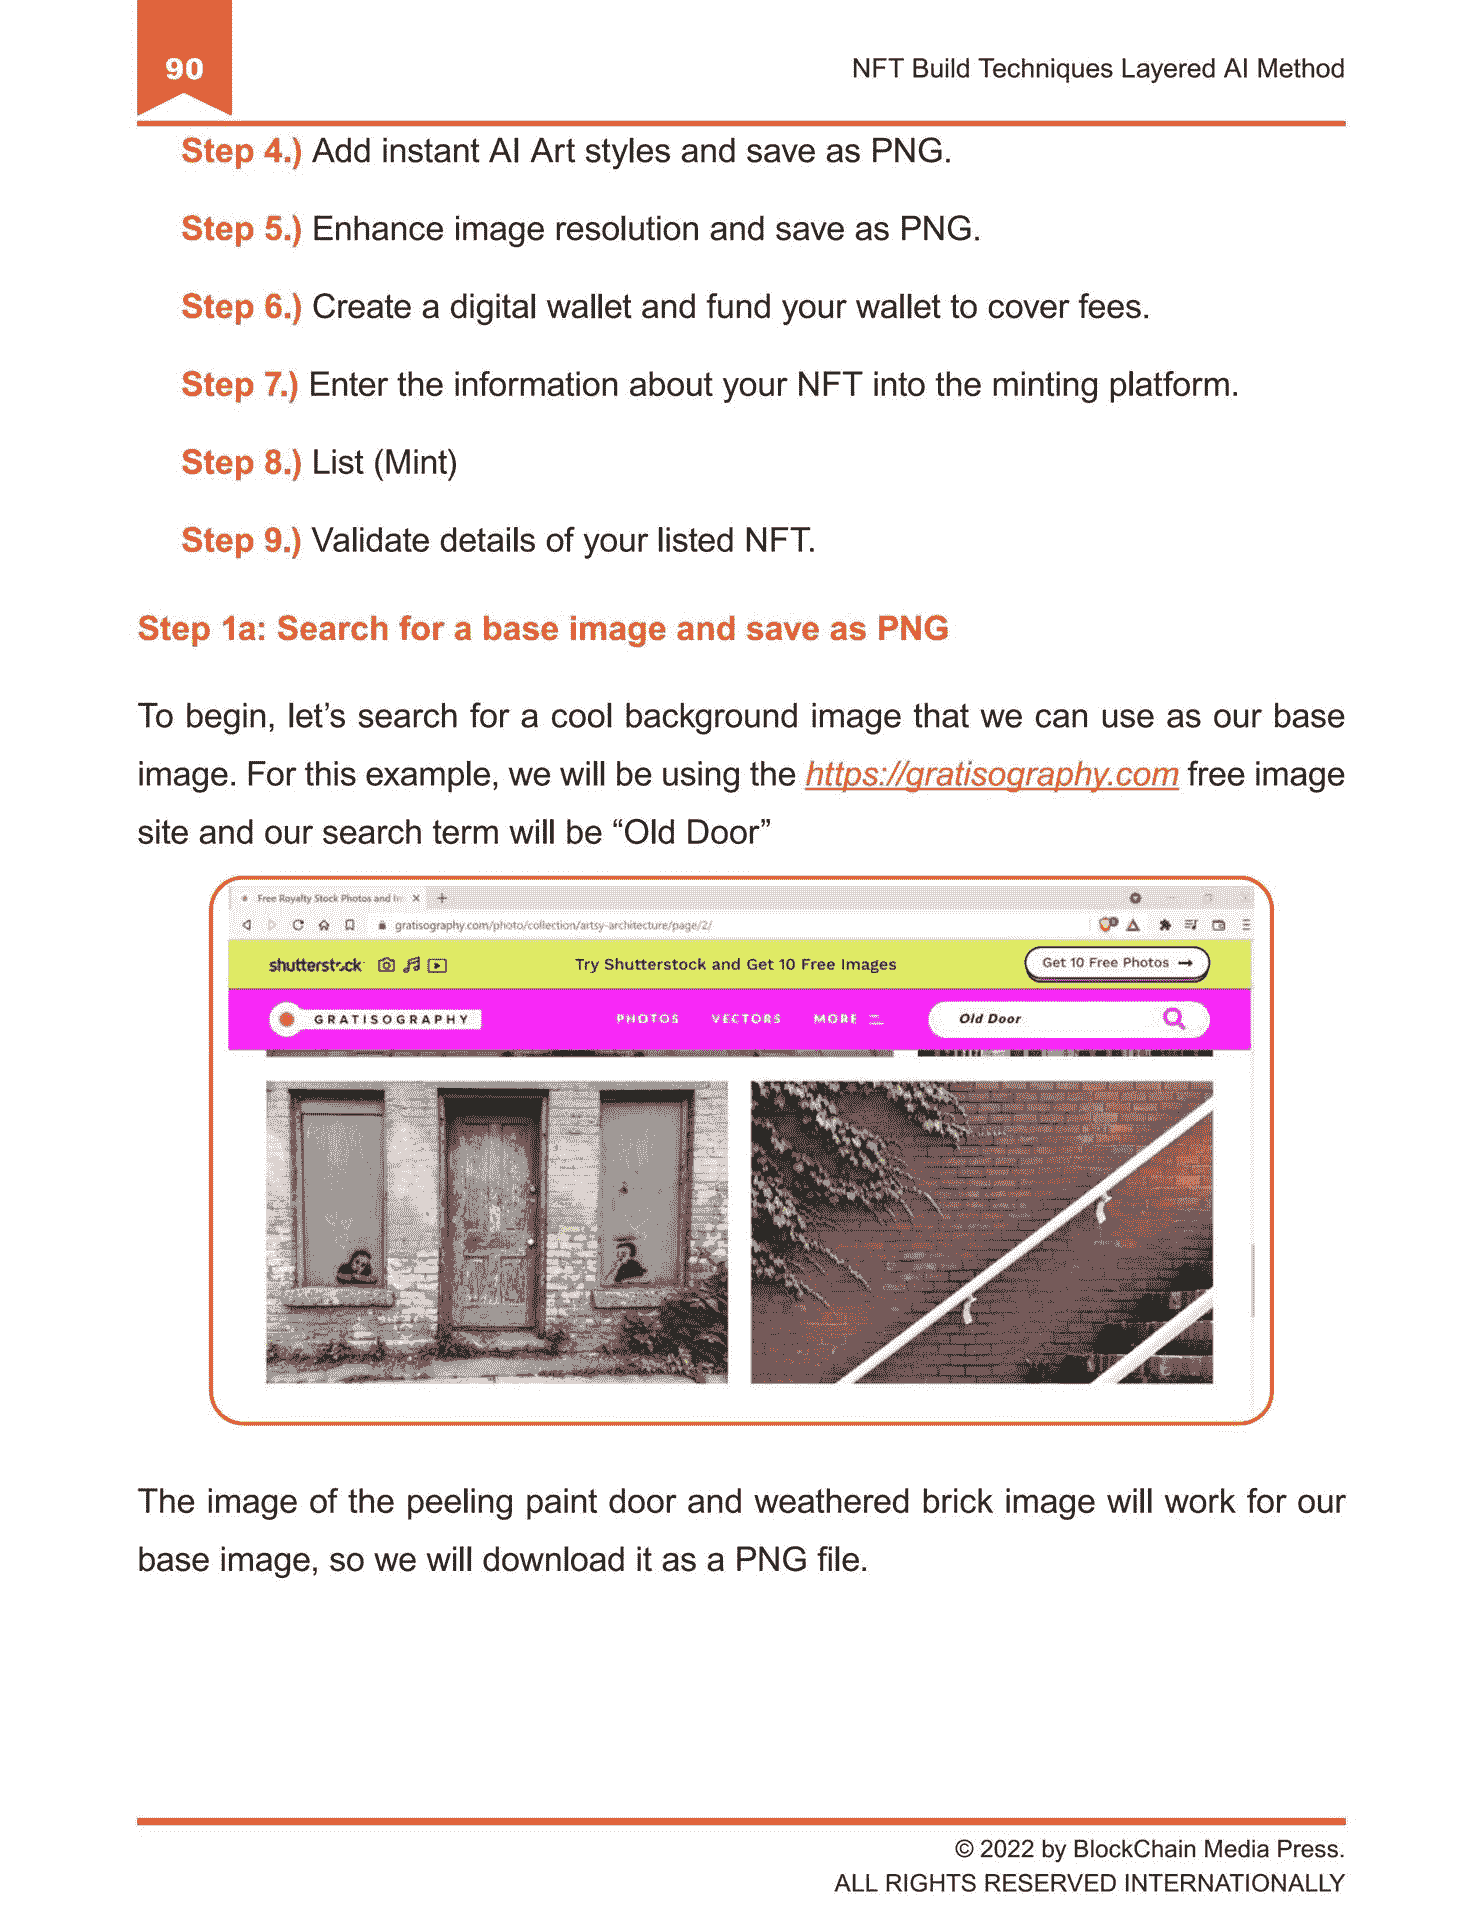 90
NFT Build Techniques Layered AI Method
Step 4.) Add instant AI Art styles and save as PNG.
Step 5.) Enhance image resolution and save as PNG.
Step 6.) Create a digital wallet and fund your wallet to cover fees.
Step 7.) Enter the information about your NFT into the minting platform.
Step 8.) List (Mint)
Step 9.) Validate details of your listed NFT.
Step 1a: Search for a base image and save as PNG
To begin, let’s search for a cool background image that we can use as our base
image. For this example, we will be using the https://gratisography.com free image
site and our search term will be “Old Door”
Free Royalty Stock Photos and
gratisography.com/photo/collection/artsy-architecture/page/2/
shutterstock Try Shutterstock and Get 10 Free Images Get 10 Free Photos →
GRATISOGRAPHY PHOTOS VECTORS MORE Old Door
The image of the peeling paint door and weathered brick image will work for our
base image, so we will download it as a PNG file.
© 2022 by BlockChain Media Press.
ALL RIGHTS RESERVED INTERNATIONALLY